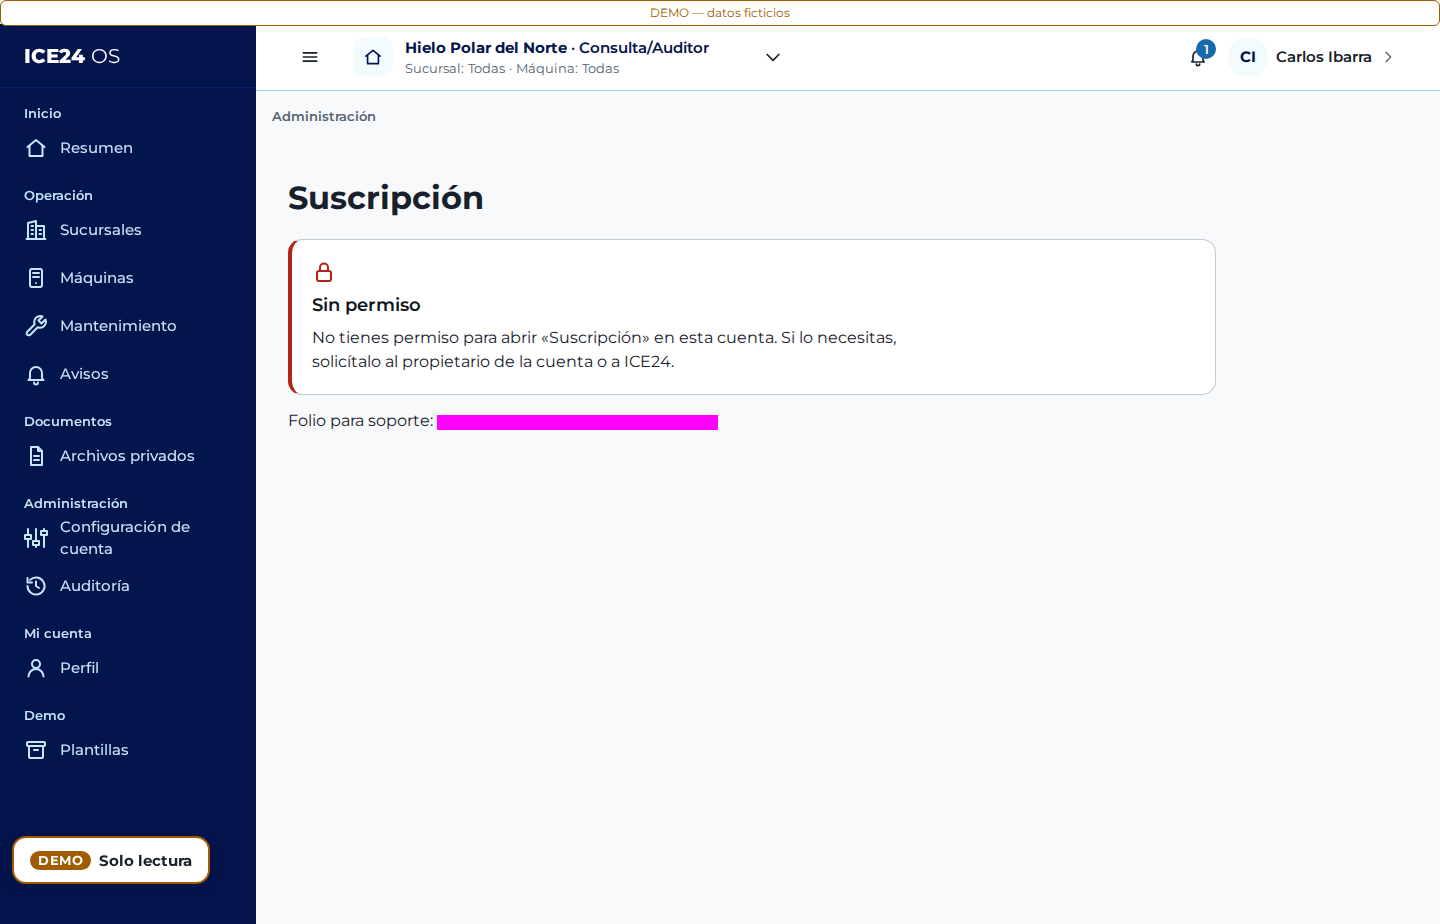 DEMO — datos ficticios
ICE24 OS
Hielo Polar del Norte · Consulta/Auditor
Sucursal: Todas · Máquina: Todas
1
CI
Carlos Ibarra
Inicio
Resumen
Operación
Sucursales
Máquinas
Mantenimiento
Avisos
Documentos
Archivos privados
Administración
Configuración de
cuenta
Auditoría
Mi cuenta
Perfil
Demo
Plantillas
DEMO Solo lectura
Administración
Suscripción
Sin permiso
No tienes permiso para abrir «Suscripción» en esta cuenta. Si lo necesitas,
solicítalo al propietario de la cuenta o a ICE24.
Folio para soporte: